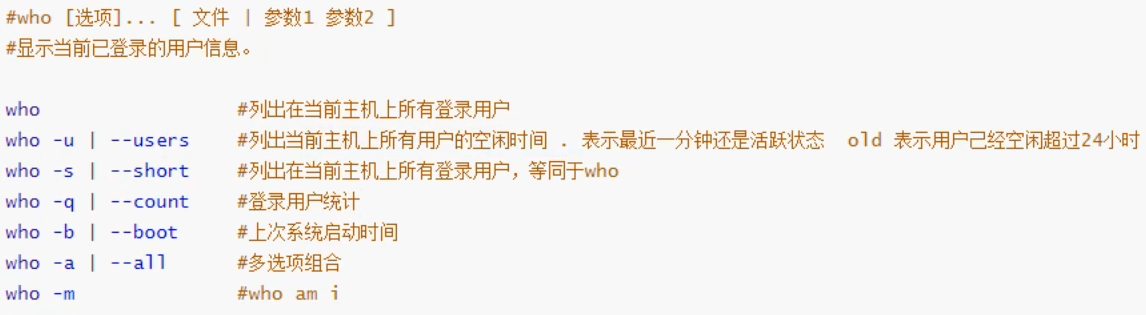 #who [选项]... [ 文件 | 参数1 参数2 ]
#显示当前已登录的用户信息。
who #列出在当前主机上所有登录用户
who -u | --users #列出当前主机上所有用户的空闲时间 . 表示最近一分钟还是活跃状态 old 表示用户己经空闲超过24小时
who -s | --short #列出在当前主机上所有登录用户，等同于who
who -q | --count #登录用户统计
who -b | --boot #上次系统启动时间
who -a | --all #多选项组合
who -m #who am i